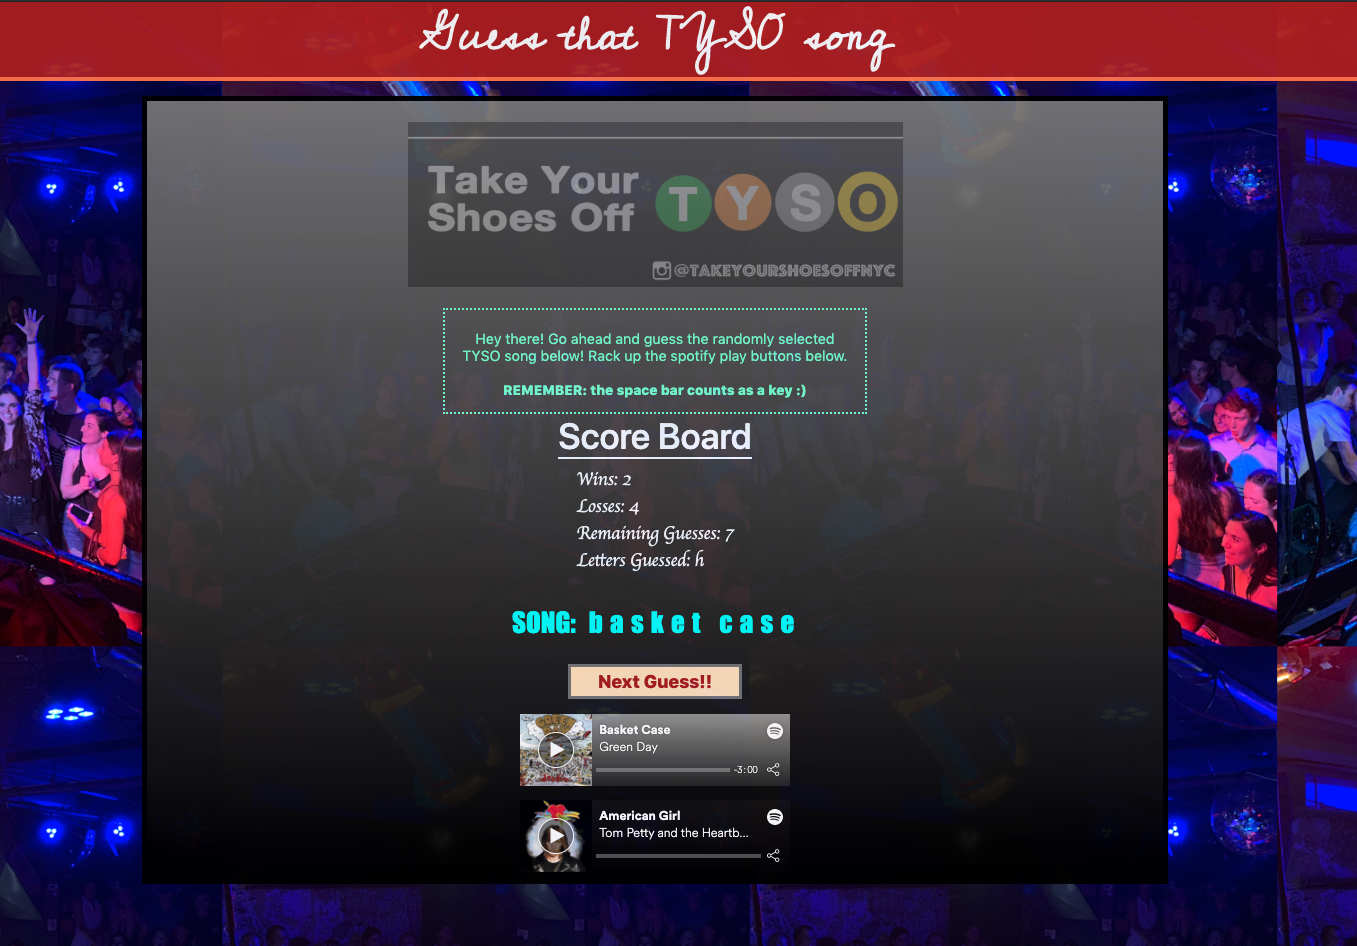 Guess that TYSO song
Take Your
Shoes Off
T Y S O
@TAKEYOURSHOESOFFNYC
Hey there! Go ahead and guess the randomly selected
TYSO song below! Rack up the spotify play buttons below.
REMEMBER: the space bar counts as a key :)
Score Board
Wins: 2
Losses: 4
Remaining Guesses: 7
Letters Guessed: h
SONG: b a s k e t  c a s e
Next Guess!!
Basket Case
Green Day
-3:00
American Girl
Tom Petty and the Heartb...